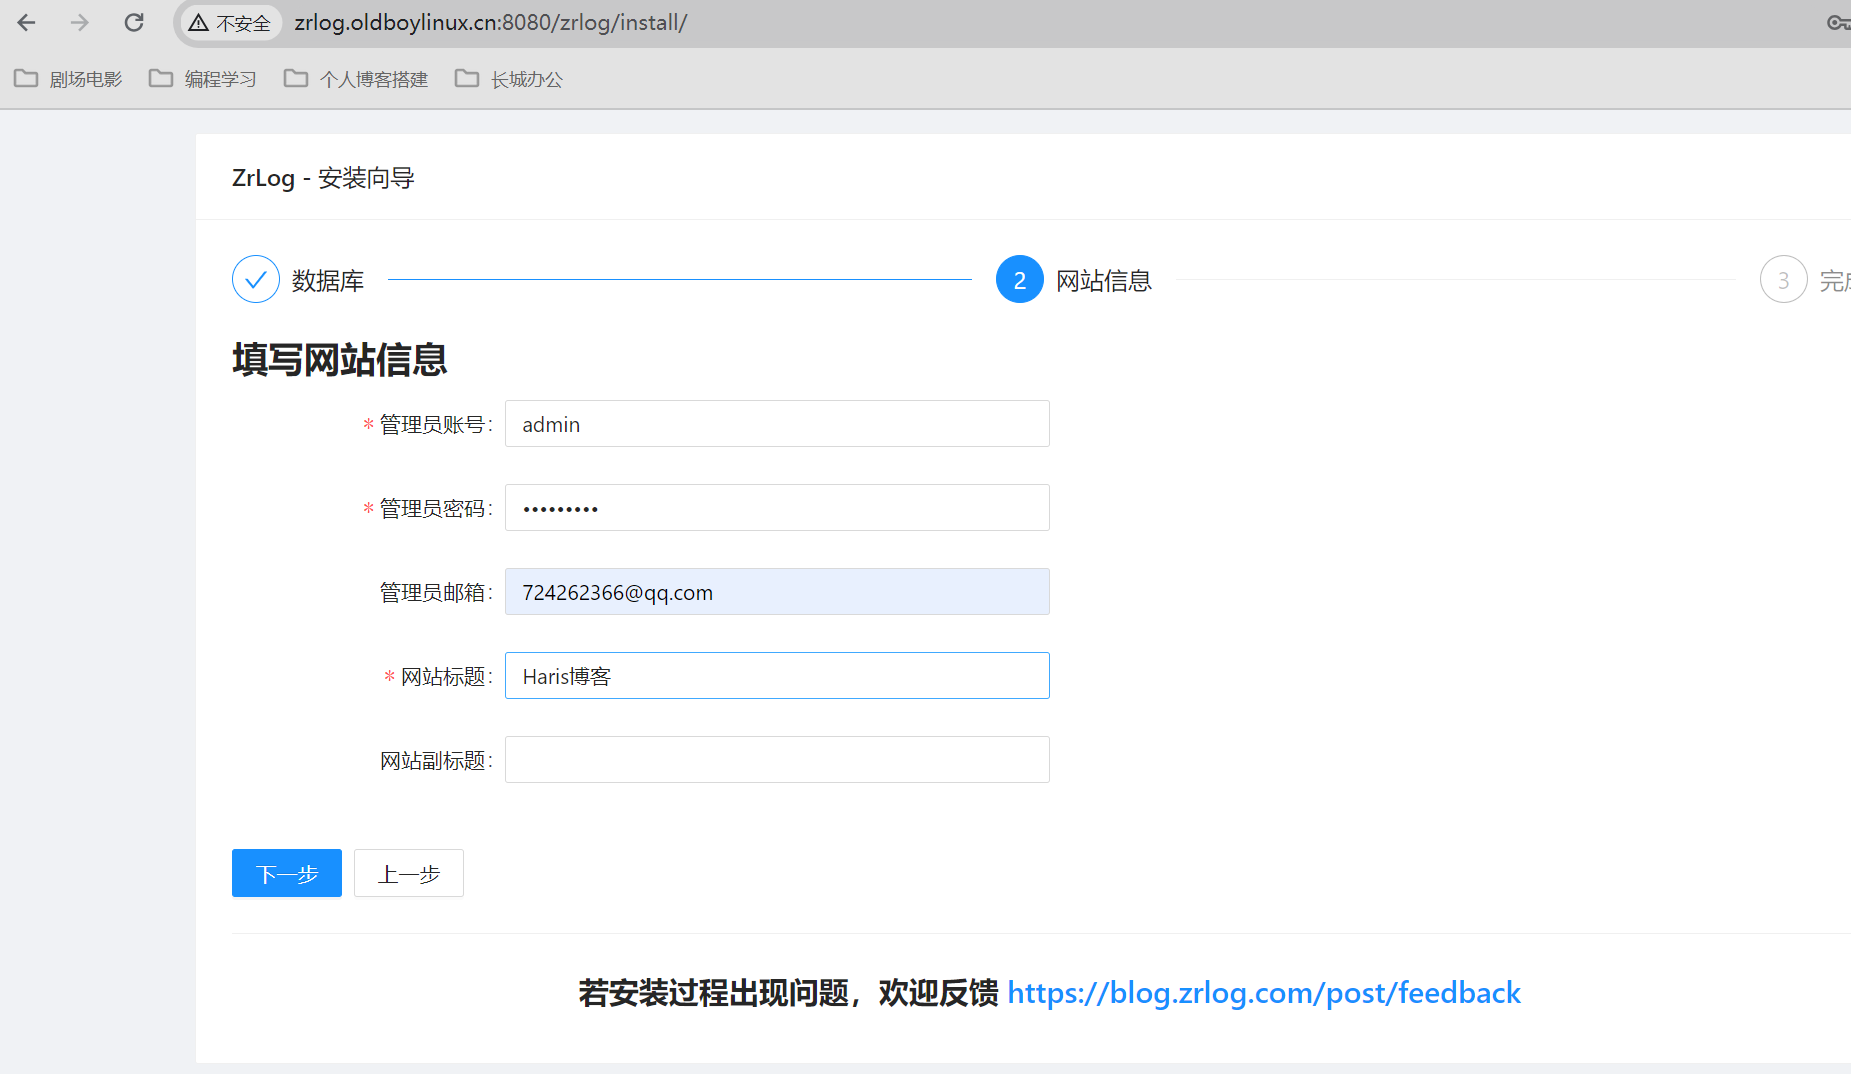 不安全 zrlog.oldboylinux.cn:8080/zrlog/install/
剧场电影 编程学习 个人博客搭建 长城办公
ZrLog - 安装向导
数据库 2 网站信息 3 完成
填写网站信息
* 管理员账号: admin
* 管理员密码: •••••••••
管理员邮箱: 724262366@qq.com
* 网站标题: Haris博客
网站副标题:
下一步 上一步
若安装过程出现问题，欢迎反馈 https://blog.zrlog.com/post/feedback